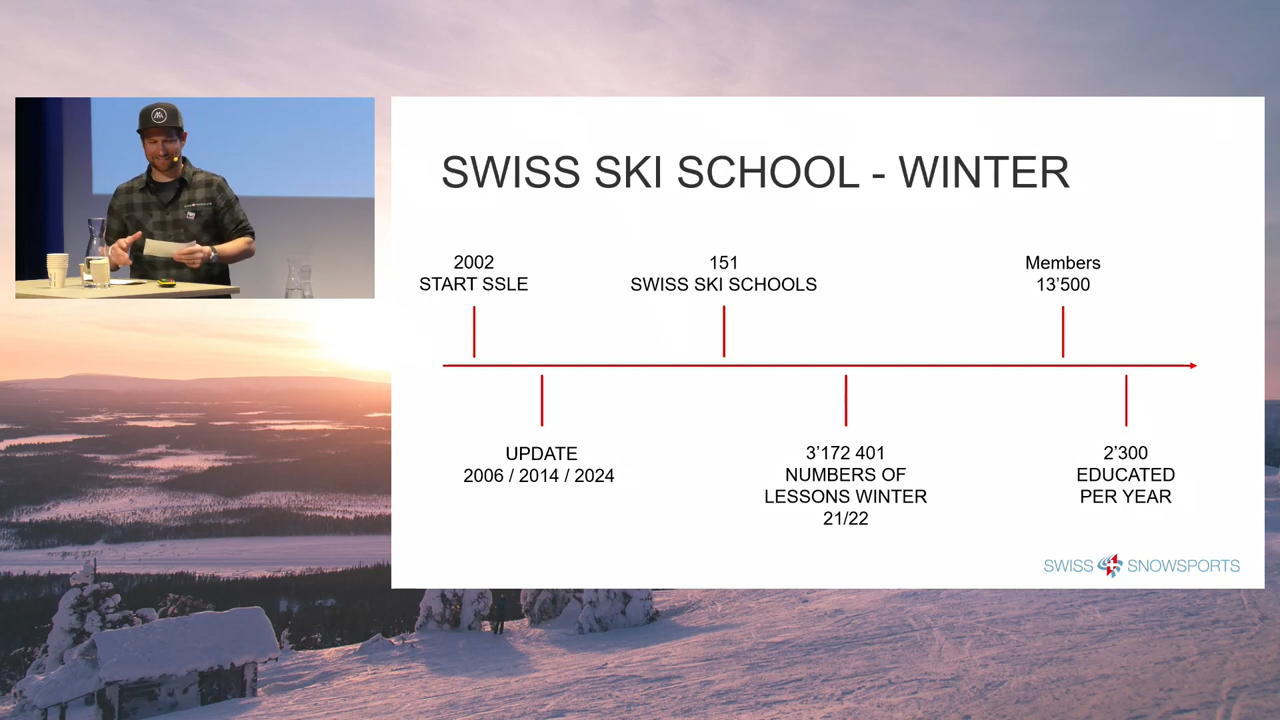 SWISS SKI SCHOOL - WINTER
2002
START SSLE
151
SWISS SKI SCHOOLS
Members
13’500
UPDATE
2006 / 2014 / 2024
3’172 401
NUMBERS OF
LESSONS WINTER
21/22
2’300
EDUCATED
PER YEAR
SWISS SNOWSPORTS